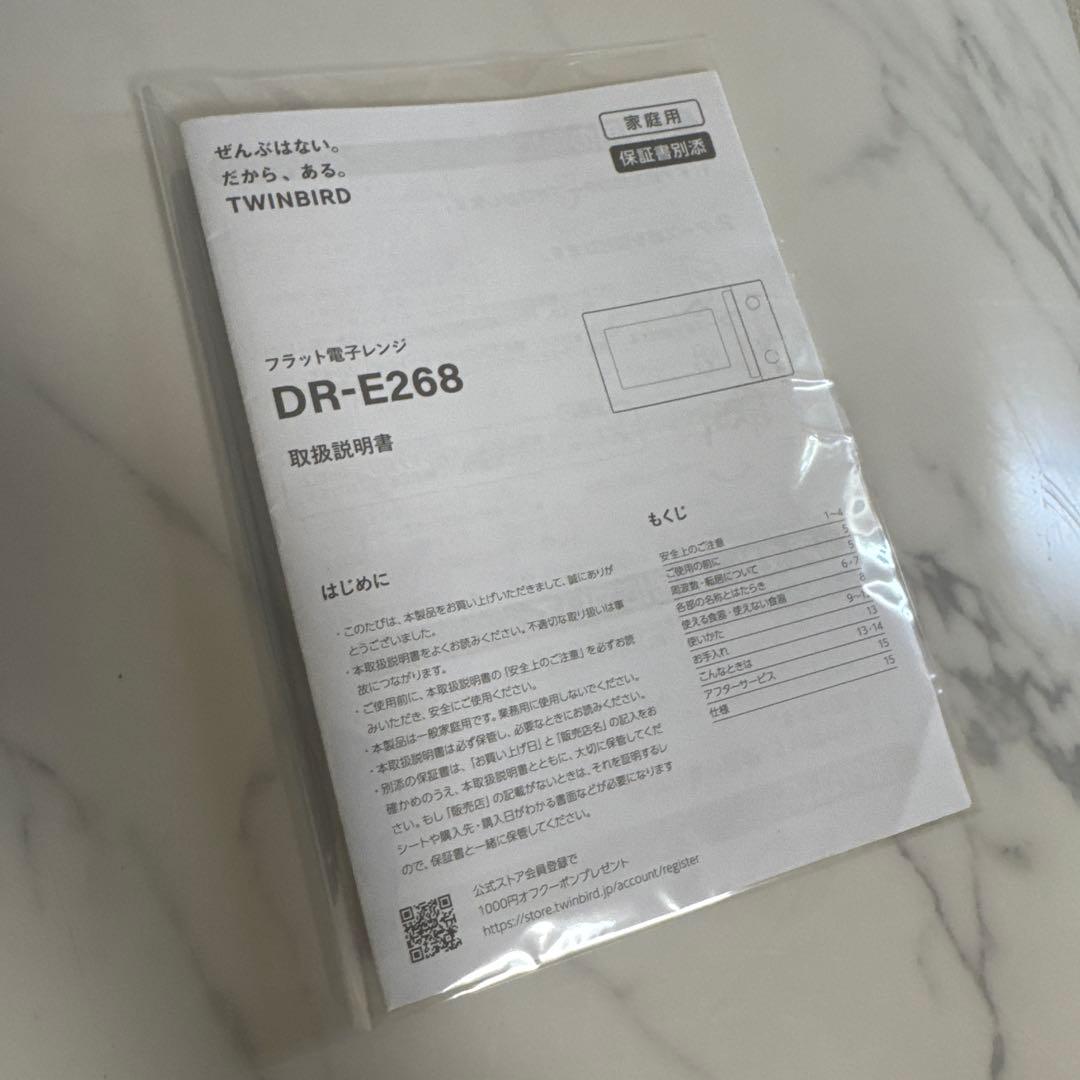 ぜんぶはない。
だから、ある。
TWINBIRD
家庭用
保証書別添
フラット電子レンジ
DR-E268
取扱説明書
はじめに
・このたびは、本製品をお買い上げいただきまして、誠にありが
とうございました。
・本取扱説明書をよくお読みください。不適切な取り扱いは事
故につながります。
・ご使用前に、本取扱説明書の「安全上のご注意」を必ずお読
みいただき、安全にご使用ください。
・本製品は一般家庭用です。業務用に使用しないでください。
・本取扱説明書は必ず保管し、必要なときにお読みください。
・別添の保証書は、「お買い上げ日」と「販売店名」の記入をお
確かめのうえ、本取扱説明書とともに、大切に保管してくだ
さい。もし「販売店」の記載がないときは、それを証明するレ
シートや購入先・購入日がわかる書面などが必要になります
ので、保証書と一緒に保管してください。
もくじ
安全上のご注意 1〜4
ご使用の前に 5
周波数・転居について 5
各部の名称とはたらき 6・7
使える食器・使えない食器 8
使いかた 9〜12
お手入れ 13
こんなときは 13・14
アフターサービス 15
仕様 15
公式ストア会員登録で
1000円オフクーポンプレゼント
https://store.twinbird.jp/account/register